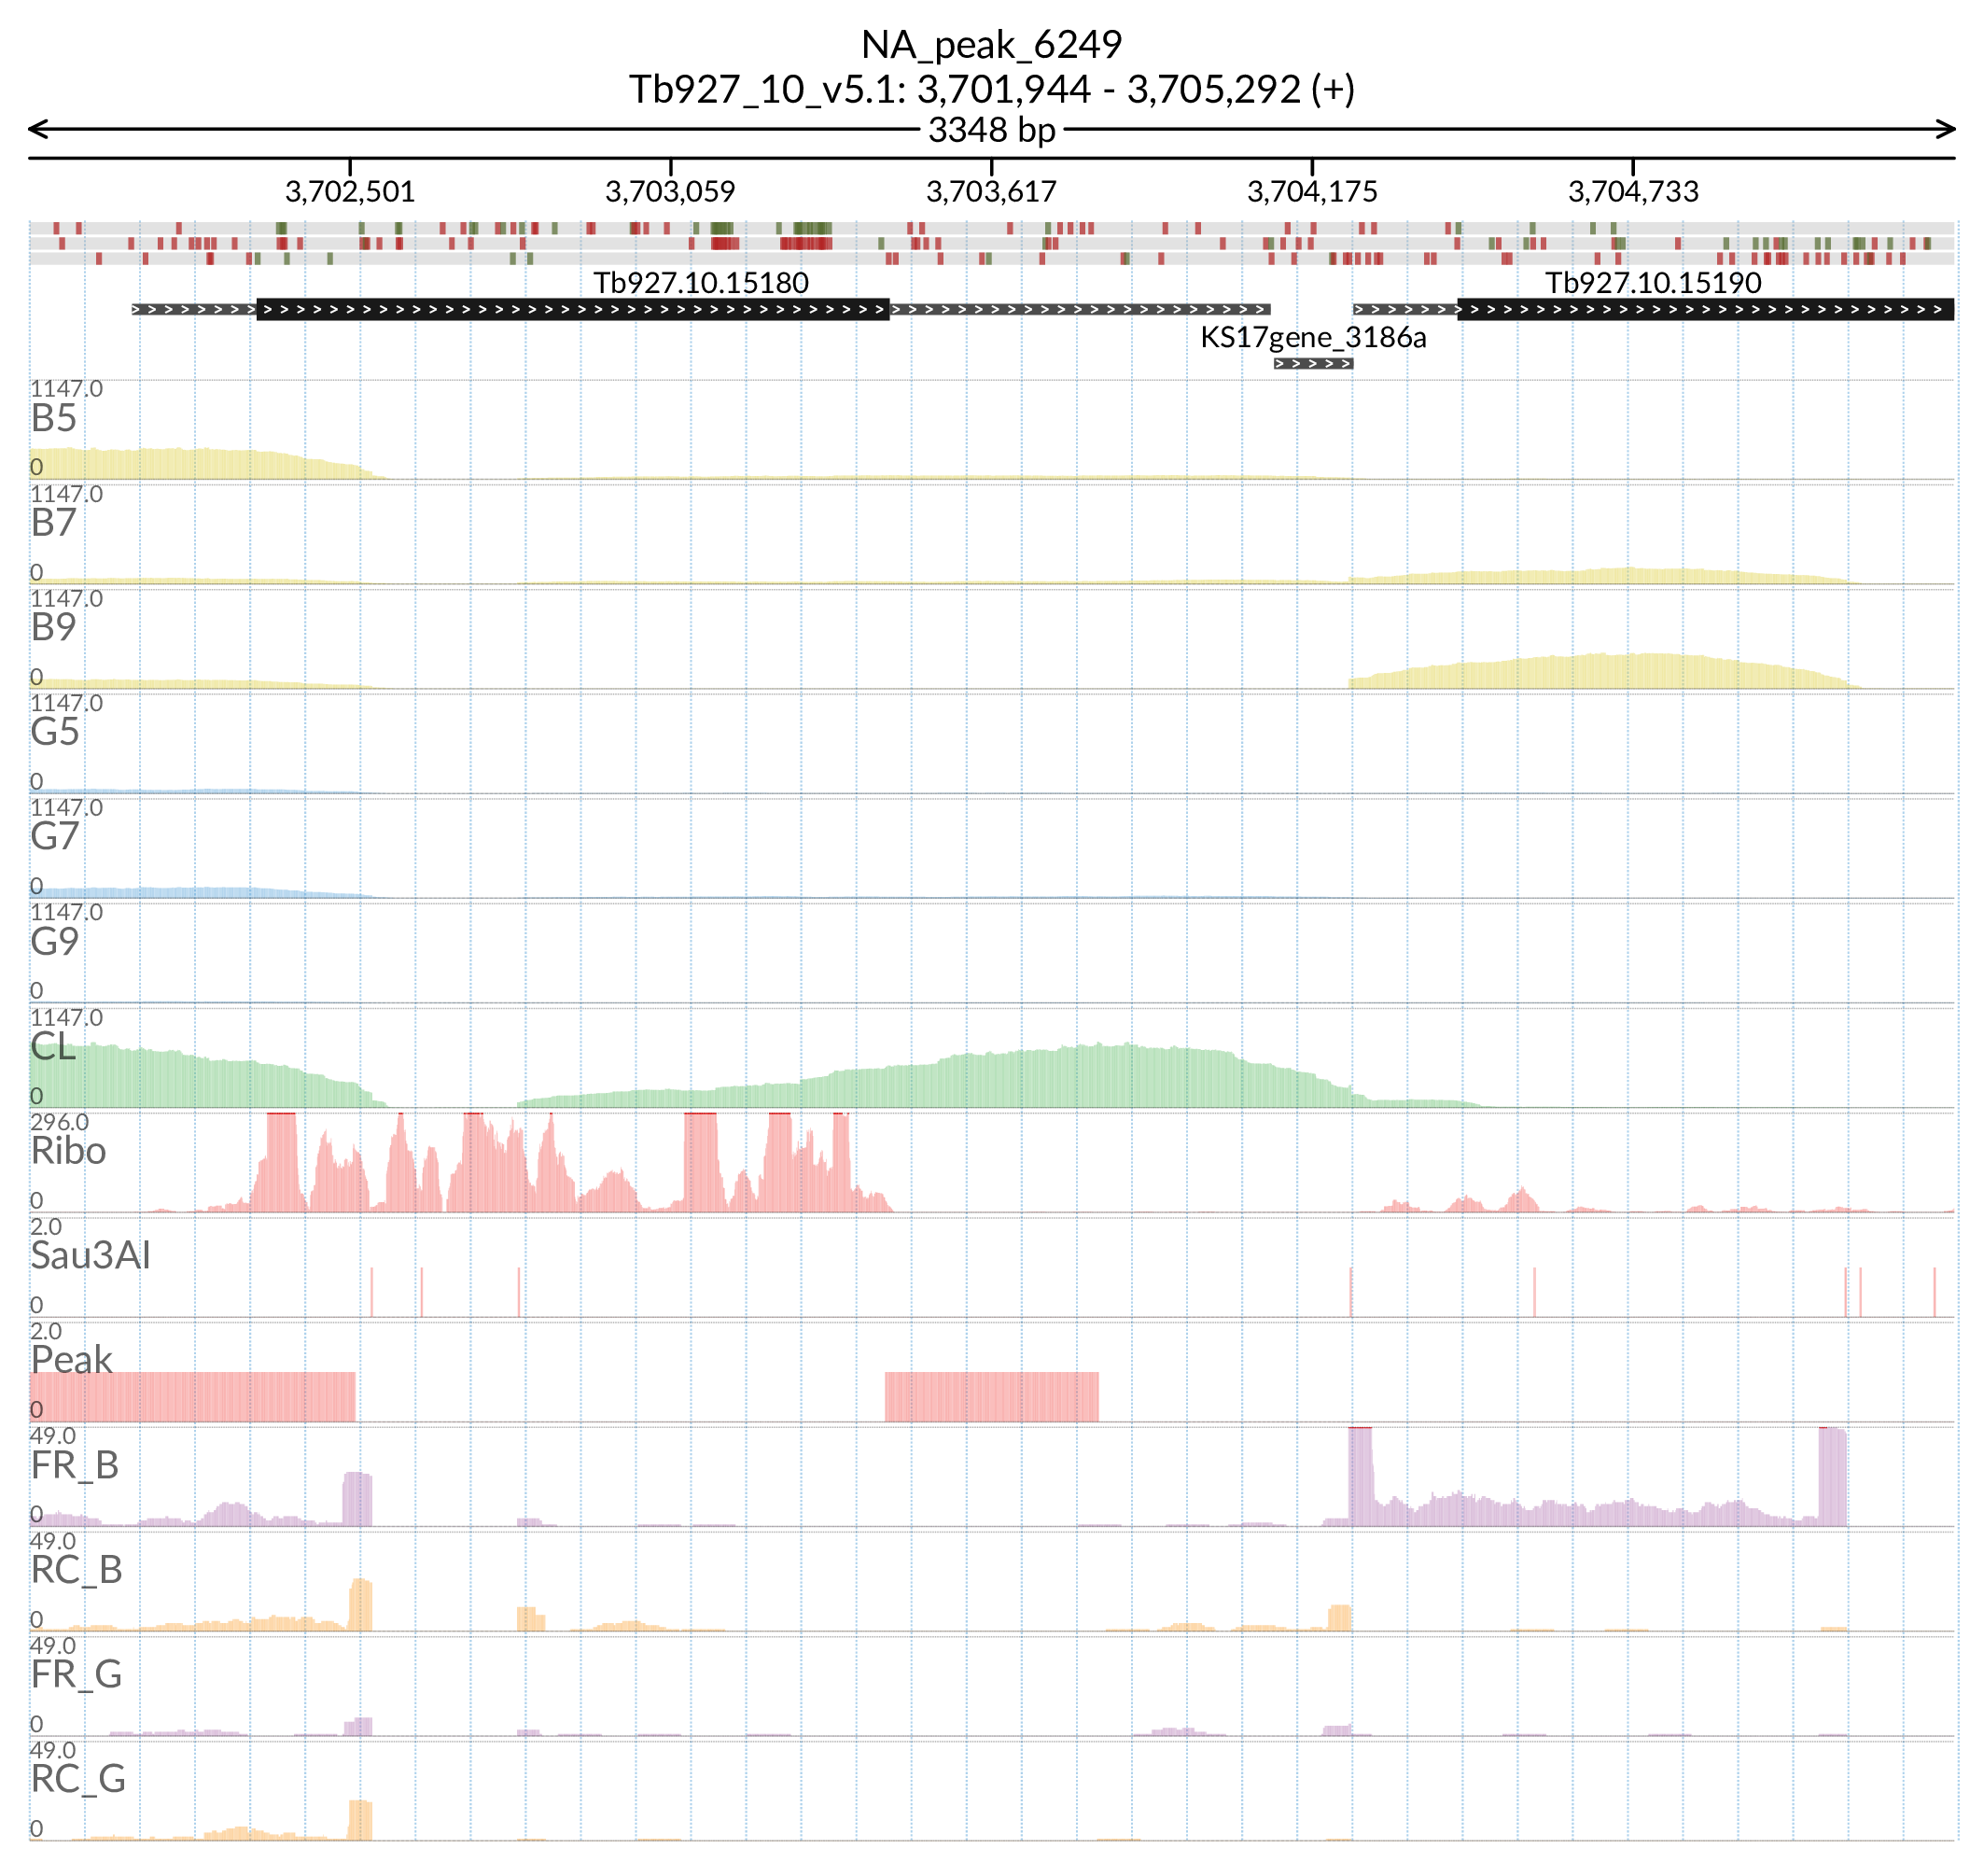 NA_peak_6249
Tb927_10_v5.1: 3,701,944 - 3,705,292 (+)
3348 bp
3,702,501 3,703,059 3,703,617 3,704,175 3,704,733
Tb927.10.15180 Tb927.10.15190
KS17gene_3186a
1147.0
B5
0
1147.0
B7
0
1147.0
B9
0
1147.0
G5
0
1147.0
G7
0
1147.0
G9
0
1147.0
CL
0
296.0
Ribo
0
2.0
Sau3AI
0
2.0
Peak
0
49.0
FR_B
0
49.0
RC_B
0
49.0
FR_G
0
49.0
RC_G
0